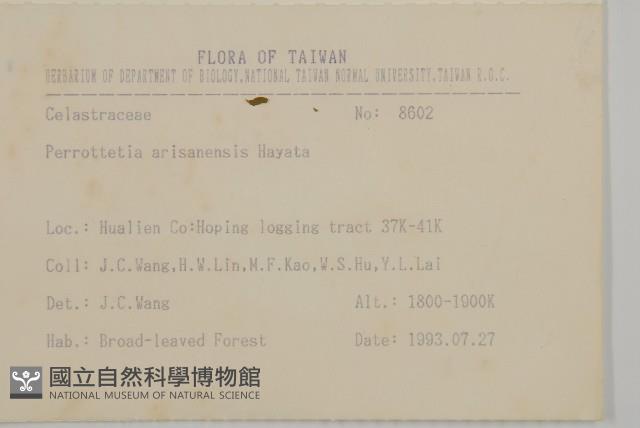 FLORA OF TAIWAN
HERBARIUM OF DEPARTMENT OF BIOLOGY,NATIONAL TAIWAN NORMAL UNIVERSITY,TAIWAN R.O.C.
Celastraceae No: 8602
Perrottetia arisanensis Hayata
Loc.: Hualien Co:Hoping logging tract 37K-41K
Coll: J.C.Wang,H.W.Lin,M.F.Kao,W.S.Hu,Y.L.Lai
Det.: J.C.Wang Alt.: 1800-1900K
Hab.: Broad-leaved Forest Date: 1993.07.27
國立自然科學博物館
NATIONAL MUSEUM OF NATURAL SCIENCE